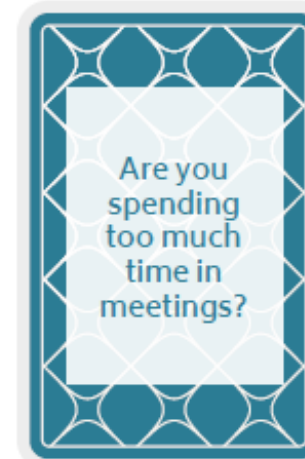 Are you
spending
too much
time in
meetings?